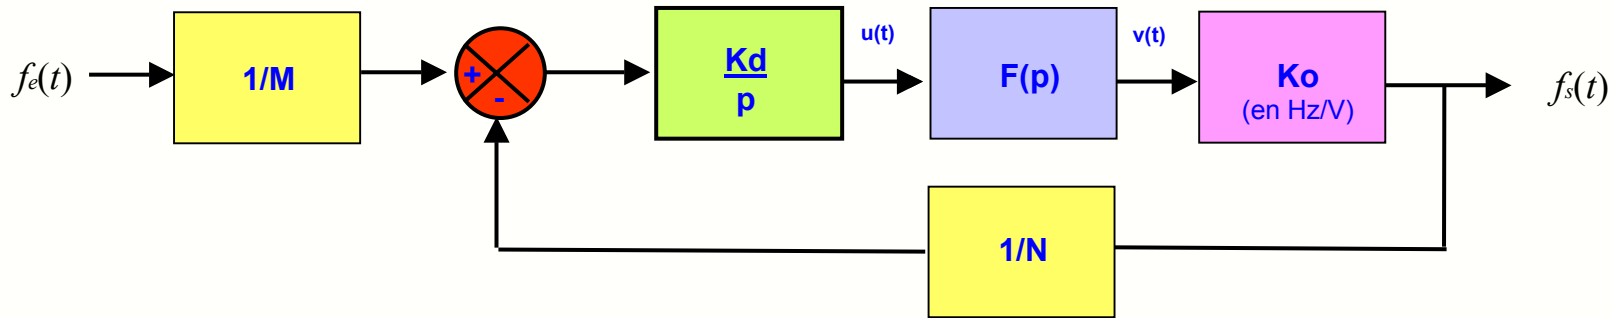 fe(t)
1/M
+
-
Kd
p
u(t)
F(p)
v(t)
Ko
(en Hz/V)
fs(t)
1/N